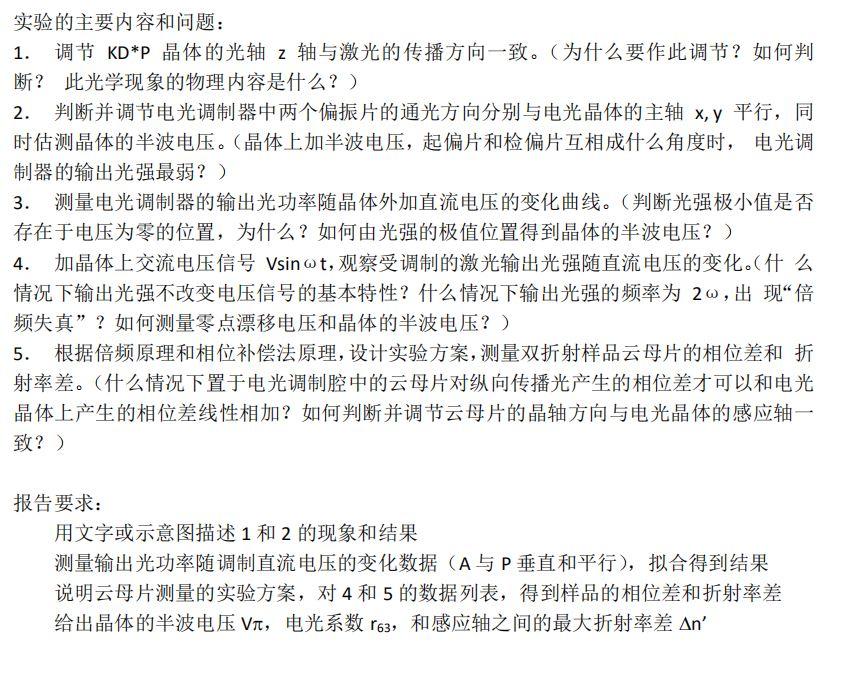 实验的主要内容和问题：
1. 调节 KD*P 晶体的光轴 z 轴与激光的传播方向一致。（为什么要作此调节？如何判
断？ 此光学现象的物理内容是什么？）
2. 判断并调节电光调制器中两个偏振片的通光方向分别与电光晶体的主轴 x, y 平行，同
时估测晶体的半波电压。（晶体上加半波电压，起偏片和检偏片互相成什么角度时， 电光调
制器的输出光强最弱？）
3. 测量电光调制器的输出光功率随晶体外加直流电压的变化曲线。（判断光强极小值是否
存在于电压为零的位置，为什么？如何由光强的极值位置得到晶体的半波电压？）
4. 加晶体上交流电压信号 Vsinωt，观察受调制的激光输出光强随直流电压的变化。（什 么
情况下输出光强不改变电压信号的基本特性？什么情况下输出光强的频率为 2ω，出 现“倍
频失真”？如何测量零点漂移电压和晶体的半波电压？）
5. 根据倍频原理和相位补偿法原理，设计实验方案，测量双折射样品云母片的相位差和 折
射率差。（什么情况下置于电光调制腔中的云母片对纵向传播光产生的相位差才可以和电光
晶体上产生的相位差线性相加？如何判断并调节云母片的晶轴方向与电光晶体的感应轴一
致？）
报告要求：
用文字或示意图描述 1 和 2 的现象和结果
测量输出光功率随调制直流电压的变化数据（A 与 P 垂直和平行），拟合得到结果
说明云母片测量的实验方案，对 4 和 5 的数据列表，得到样品的相位差和折射率差
给出晶体的半波电压 Vπ，电光系数 r₆₃，和感应轴之间的最大折射率差 Δn’